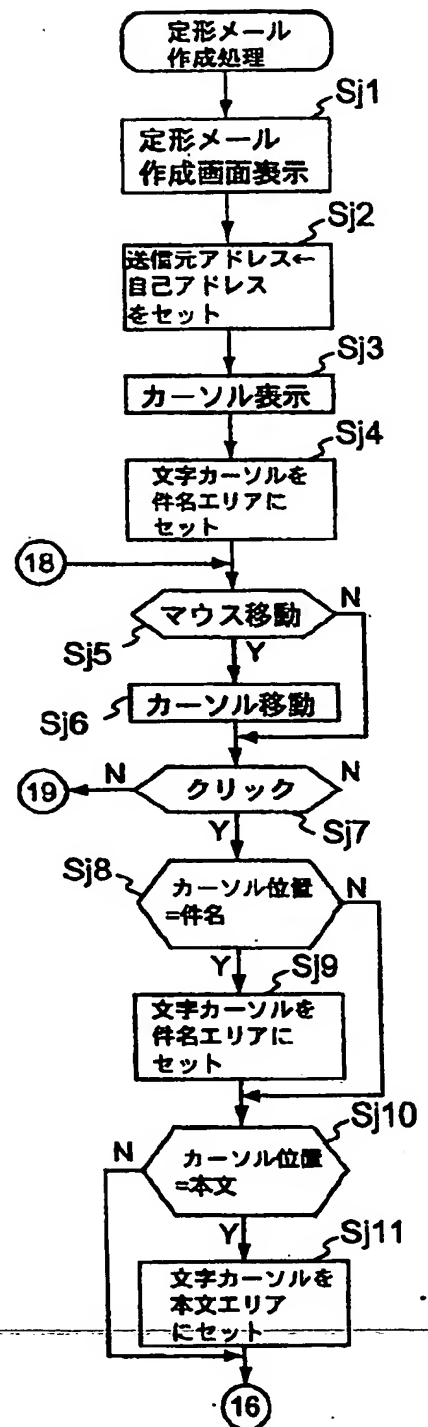 定形メール
作成処理
Sj1
定形メール
作成画面表示
Sj2
送信元アドレス←
自己アドレス
をセット
Sj3
カーソル表示
Sj4
文字カーソルを
件名エリアに
セット
18
マウス移動
N
Sj5
Y
Sj6
カーソル移動
19
N
クリック
N
Y
Sj7
Sj8
カーソル位置
=件名
N
Y
Sj9
文字カーソルを
件名エリアに
セット
Sj10
N
カーソル位置
=本文
Y
Sj11
文字カーソルを
本文エリア
にセット
16